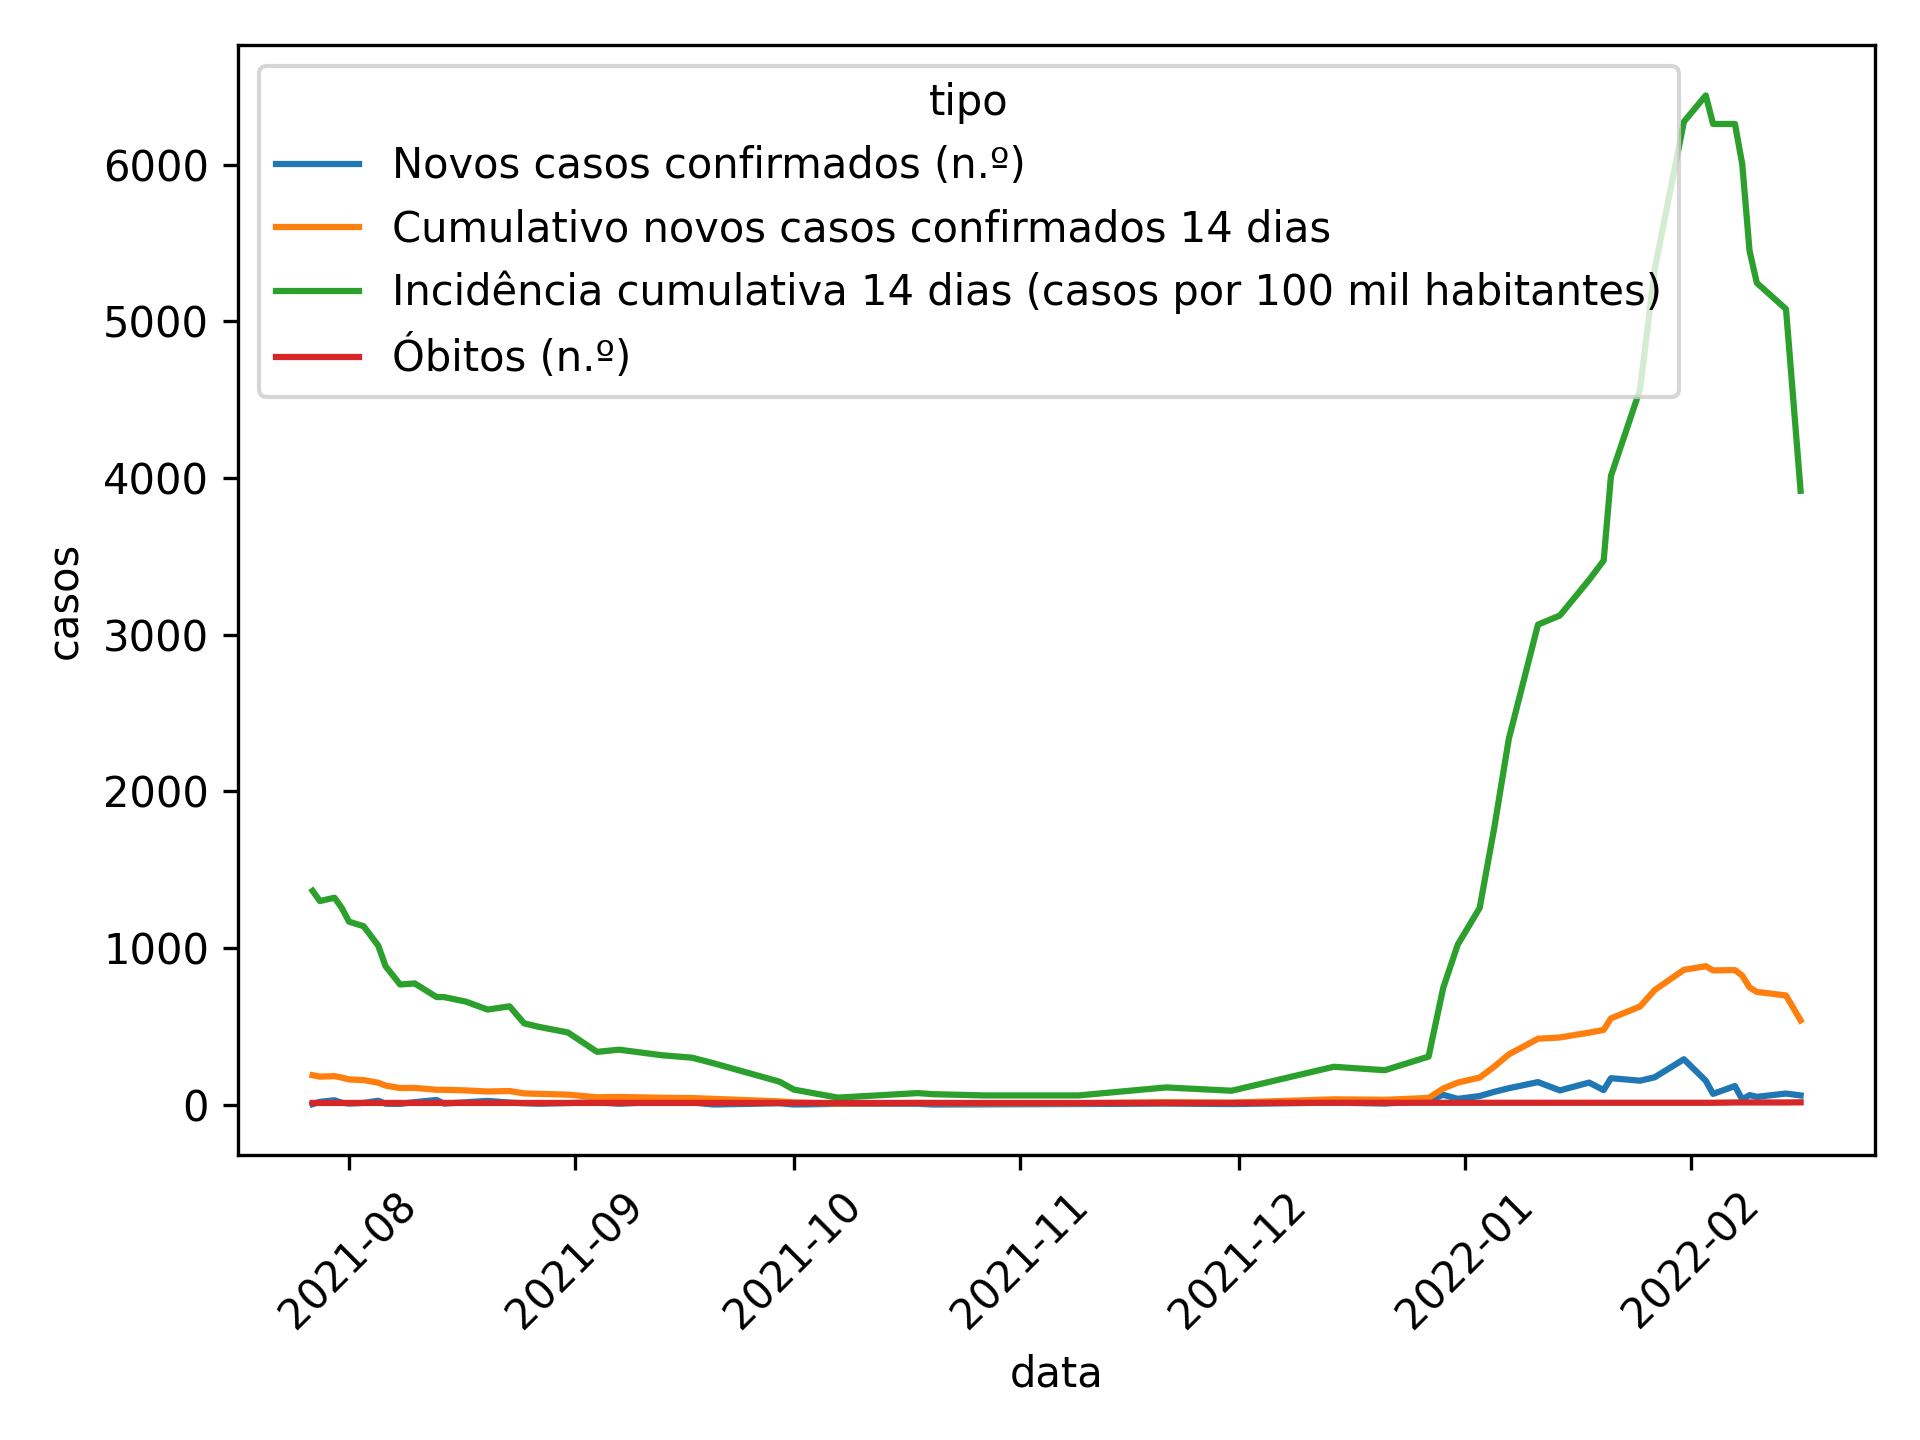 tipo
Novos casos confirmados (n.º)
Cumulativo novos casos confirmados 14 dias
Incidência cumulativa 14 dias (casos por 100 mil habitantes)
Óbitos (n.º)
6000
5000
4000
3000
2000
1000
0
casos
2021-08
2021-09
2021-10
2021-11
2021-12
2022-01
2022-02
data